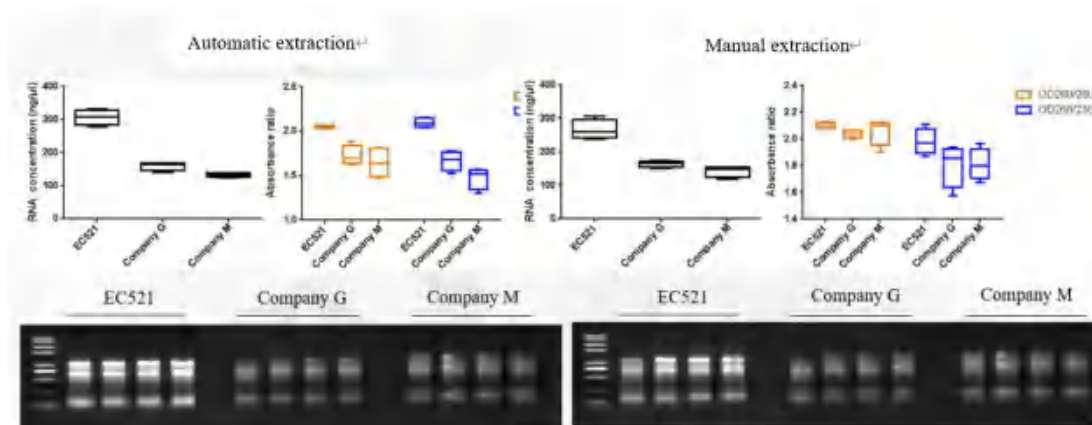 Automatic extraction↵
Manual extraction↵
RNA concentration (ng/ul)
400
300
200
100
0
EC521
Company G
Company M
Absorbance ratio
2.5
2.0
1.5
1.0
EC521
Company G
Company M
EC521
Company G
Company M
RNA concentration (ng/ul)
400
300
200
100
0
EC521
Company G
Company M
Absorbance ratio
2.4
2.2
2.0
1.8
1.6
1.4
EC521
Company G
Company M
EC521
Company G
Company M
EC521
Company G
Company M
EC521
Company G
Company M